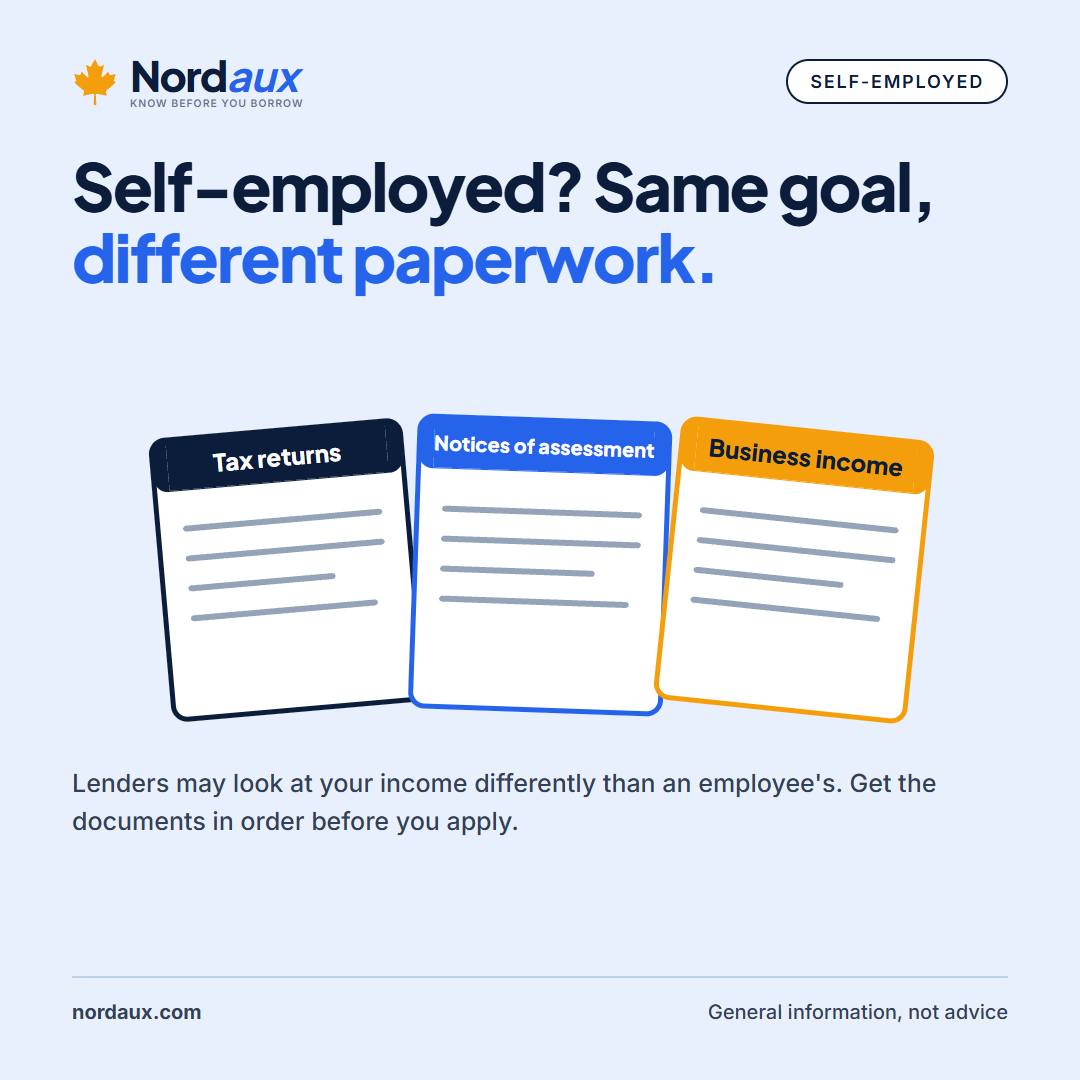 Nordaux
KNOW BEFORE YOU BORROW
SELF-EMPLOYED
Self-employed? Same goal,
different paperwork.
Tax returns
Notices of assessment
Business income
Lenders may look at your income differently than an employee's. Get the
documents in order before you apply.
nordaux.com
General information, not advice